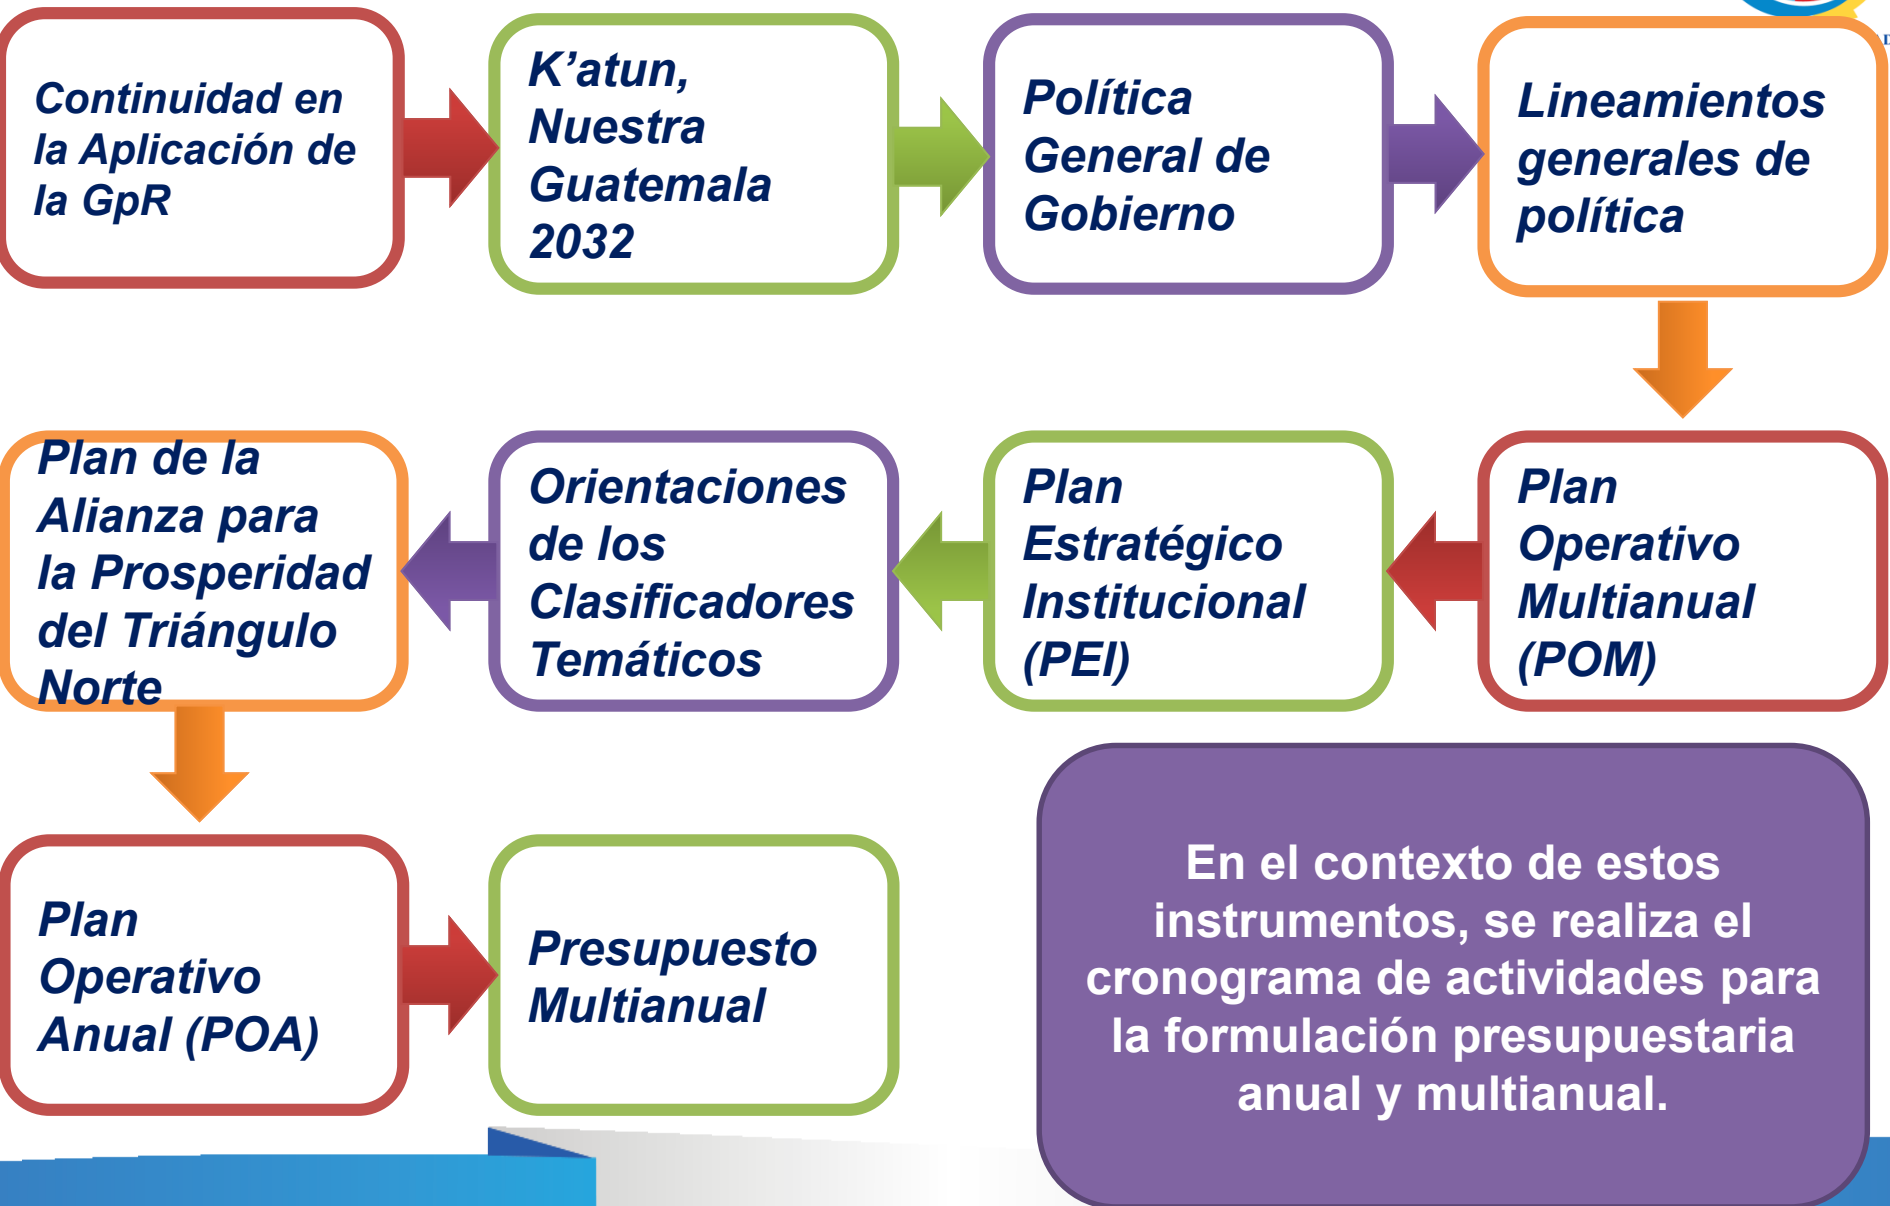 Continuidad en
la Aplicación de
la GpR
K’atun,
Nuestra
Guatemala
2032
Política
General de
Gobierno
Lineamientos
generales de
política
Plan
Operativo
Multianual
(POM)
Plan
Estratégico
Institucional
(PEI)
Orientaciones
de los
Clasificadores
Temáticos
Plan de la
Alianza para
la Prosperidad
del Triángulo
Norte
Plan
Operativo
Anual (POA)
Presupuesto
Multianual
En el contexto de estos
instrumentos, se realiza el
cronograma de actividades para
la formulación presupuestaria
anual y multianual.